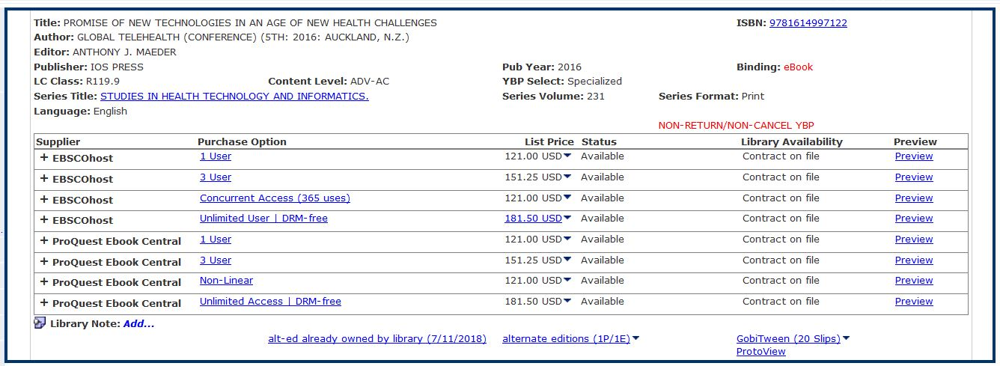 Title: PROMISE OF NEW TECHNOLOGIES IN AN AGE OF NEW HEALTH CHALLENGES ISBN: 9781614997122
Author: GLOBAL TELEHEALTH (CONFERENCE) (5TH: 2016: AUCKLAND, N.Z.)
Editor: ANTHONY J. MAEDER
Publisher: IOS PRESS Pub Year: 2016 Binding: eBook
LC Class: R119.9 Content Level: ADV-AC YBP Select: Specialized
Series Title: STUDIES IN HEALTH TECHNOLOGY AND INFORMATICS. Series Volume: 231 Series Format: Print
Language: English
NON-RETURN/NON-CANCEL YBP
Supplier Purchase Option List Price Status Library Availability Preview
+ EBSCOhost 1 User 121.00 USD Available Contract on file Preview
+ EBSCOhost 3 User 151.25 USD Available Contract on file Preview
+ EBSCOhost Concurrent Access (365 uses) 121.00 USD Available Contract on file Preview
+ EBSCOhost Unlimited User | DRM-free 181.50 USD Available Contract on file Preview
+ ProQuest Ebook Central 1 User 121.00 USD Available Contract on file Preview
+ ProQuest Ebook Central 3 User 151.25 USD Available Contract on file Preview
+ ProQuest Ebook Central Non-Linear 121.00 USD Available Contract on file Preview
+ ProQuest Ebook Central Unlimited Access | DRM-free 181.50 USD Available Contract on file Preview
Library Note: Add...
alt-ed already owned by library (7/11/2018) alternate editions (1P/1E) GobiTween (20 Slips)
ProtoView